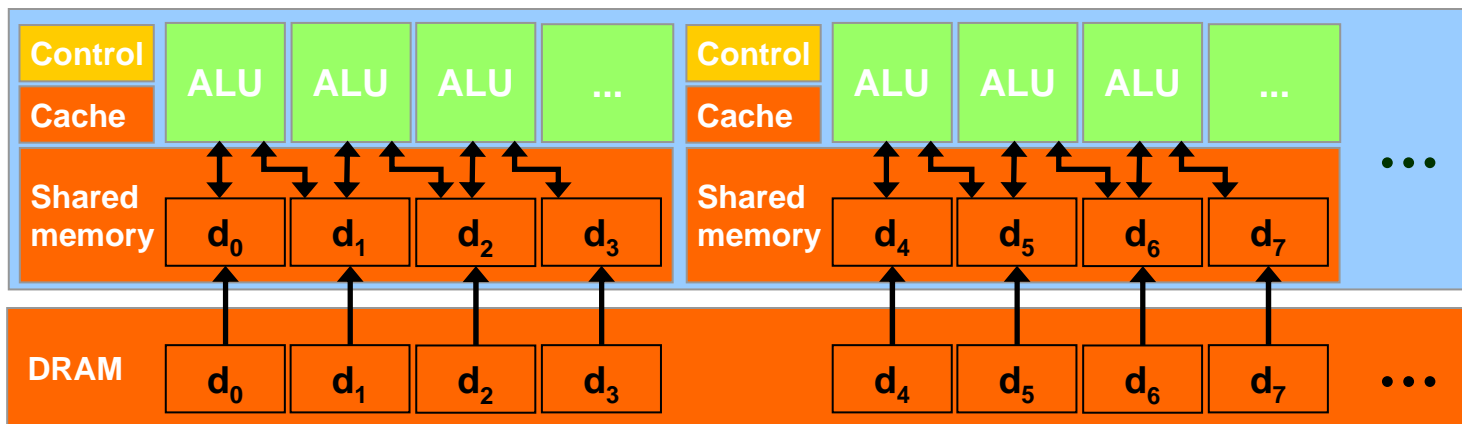 Control ALU ALU ALU ... Control ALU ALU ALU ...
Cache Cache
...
Shared memory Shared memory
d₀ d₁ d₂ d₃ d₄ d₅ d₆ d₇
DRAM d₀ d₁ d₂ d₃ d₄ d₅ d₆ d₇ ...